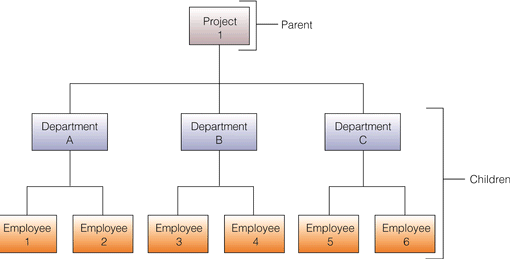 Project
1
Parent
Department
A
Department
B
Department
C
Children
Employee
1
Employee
2
Employee
3
Employee
4
Employee
5
Employee
6